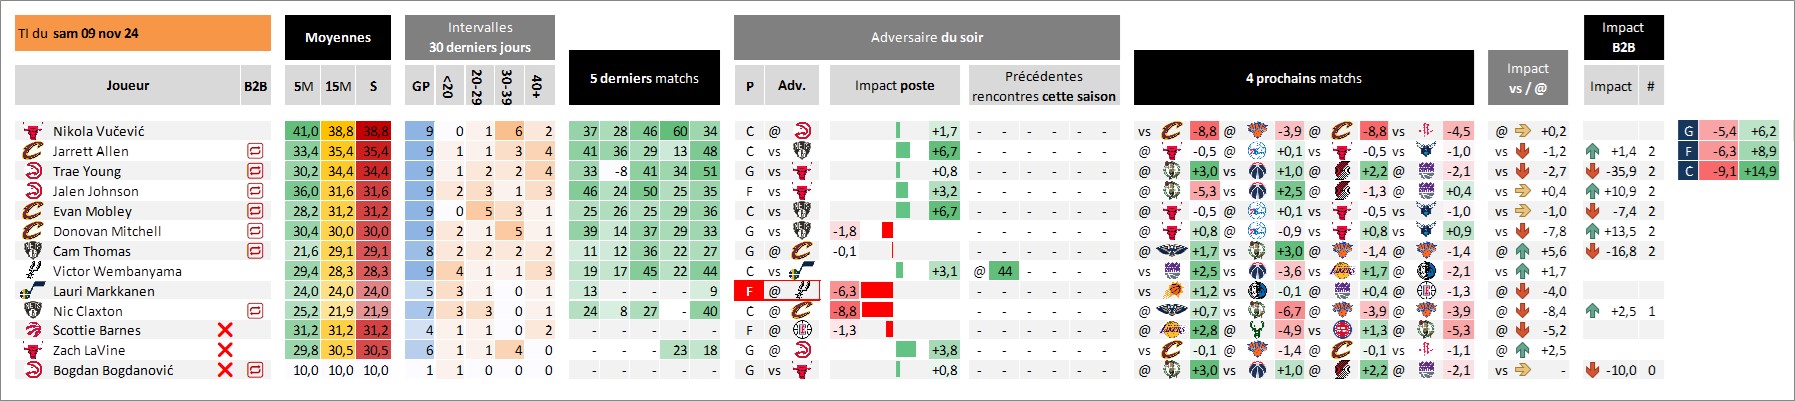 TI du sam 09 nov 24
Moyennes
Intervalles
30 derniers jours
5 derniers matchs
Adversaire du soir
4 prochains matchs
Impact
vs / @
Impact
B2B
Joueur B2B 5M 15M S GP <20 20-29 30-39 40+ P Adv. Impact poste Précédentes
rencontres cette saison
Impact #
Nikola Vučević 41,0 38,8 38,8 9 0 1 6 2 37 28 46 60 34 C @ +1,7 - - - - - - vs -8,8 @ -3,9 @ -8,8 vs -4,5 @ +0,2 G -5,4 +6,2
Jarrett Allen 33,4 35,4 35,4 9 1 1 3 4 41 36 29 13 48 C vs +6,7 - - - - - - @ -0,5 @ +0,1 vs -0,5 vs -1,0 vs -1,2 +1,4 2 F -6,3 +8,9
Trae Young 30,2 34,4 34,4 9 1 2 2 4 33 -8 41 34 51 G vs +0,8 - - - - - - @ +3,0 vs +1,0 @ +2,2 @ -2,1 vs -2,7 -35,9 2 C -9,1 +14,9
Jalen Johnson 36,0 31,6 31,6 9 2 3 1 3 46 24 50 25 35 F vs +3,2 - - - - - - @ -5,3 vs +2,5 @ -1,3 @ +0,4 vs +0,4 +10,9 2
Evan Mobley 28,2 31,2 31,2 9 0 5 3 1 25 26 25 29 36 C vs +6,7 - - - - - - @ -0,5 @ +0,1 vs -0,5 vs -1,0 vs -1,0 -7,4 2
Donovan Mitchell 30,4 30,0 30,0 9 2 1 5 1 39 14 37 29 33 G vs -1,8 - - - - - - @ +0,8 @ -0,9 vs +0,8 vs +0,9 vs -7,8 +13,5 2
Cam Thomas 21,6 29,1 29,1 8 2 2 2 2 11 12 36 22 27 G @ -0,1 - - - - - - @ +1,7 vs +3,0 @ -1,4 @ -1,4 @ +5,6 -16,8 2
Victor Wembanyama 29,4 28,3 28,3 9 4 1 1 3 19 17 45 22 44 C vs +3,1 @ 44 - - - - - vs +2,5 vs -3,6 vs +1,7 @ -2,1 vs +1,7
Lauri Markkanen 24,0 24,0 24,0 5 3 1 0 1 13 - - - 9 F @ -6,3 - - - - - - vs +1,2 vs -0,1 @ +0,4 @ -1,3 @ -4,0
Nic Claxton 25,2 21,9 21,9 7 3 3 0 1 24 8 27 - 40 C @ -8,8 - - - - - - @ +0,7 vs -6,7 @ -3,9 @ -3,9 @ -8,4 +2,5 1
Scottie Barnes 31,2 31,2 31,2 4 1 1 0 2 - - - - - F @ -1,3 - - - - - - @ +2,8 @ -4,9 vs +1,3 @ -5,3 @ -5,2
Zach LaVine 29,8 30,5 30,5 6 1 1 4 0 - - - 23 18 G @ +3,8 - - - - - - vs -0,1 @ -1,4 @ -0,1 vs -1,1 @ +2,5
Bogdan Bogdanović 10,0 10,0 10,0 1 1 0 0 0 - - - - - G vs +0,8 - - - - - - @ +3,0 vs +1,0 @ +2,2 @ -2,1 vs - -10,0 0